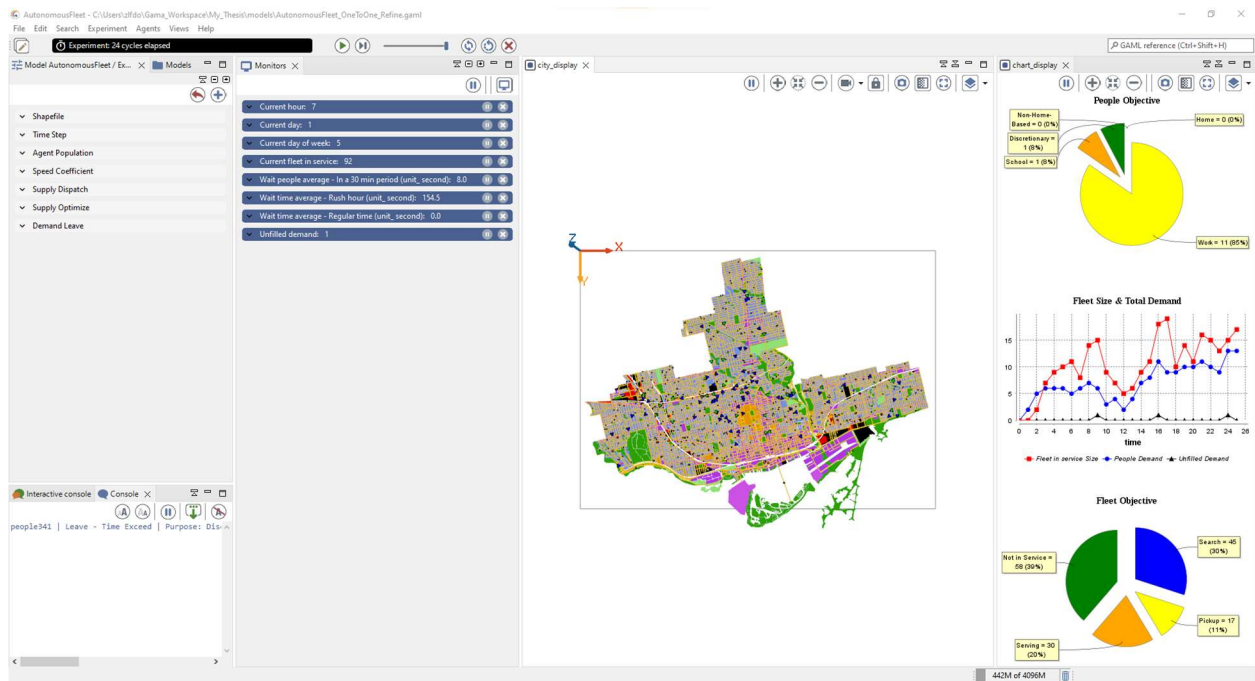 AutonomousFleet - C:\Users\zlfdo\Gama_Workspace\My_Thesis\models\AutonomousFleet_OneToOne_Refine.gaml
File Edit Search Experiment Agents Views Help
Experiment: 24 cycles elapsed
GAML reference (Ctrl+Shift+H)
Model AutonomousFleet / Ex...
Models
Shapefile
Time Step
Agent Population
Speed Coefficient
Supply Dispatch
Supply Optimize
Demand Leave
Interactive console
Console
people341 | Leave - Time Exceed | Purpose: Dis
Monitors
Current hour: 7
Current day: 1
Current day of week: 5
Current fleet in service: 92
Wait people average - In a 30 min period (unit_ second): 8.0
Wait time average - Rush hour (unit_ second): 154.5
Wait time average - Regular time (unit_ second): 0.0
Unfilled demand: 1
city_display
Z
X
Y
chart_display
People Objective
Non-Home-
Based = 0 (0%)
Home = 0 (0%)
Discretionary =
1 (8%)
School = 1 (8%)
Work = 11 (85%)
Fleet Size & Total Demand
15
10
5
0
0 2 4 6 8 10 12 14 16 18 20 22 24 26
time
Fleet in service Size People Demand Unfilled Demand
Fleet Objective
Search = 45
(30%)
Not in Service =
58 (39%)
Pickup = 17
(11%)
Serving = 30
(20%)
442M of 4096M